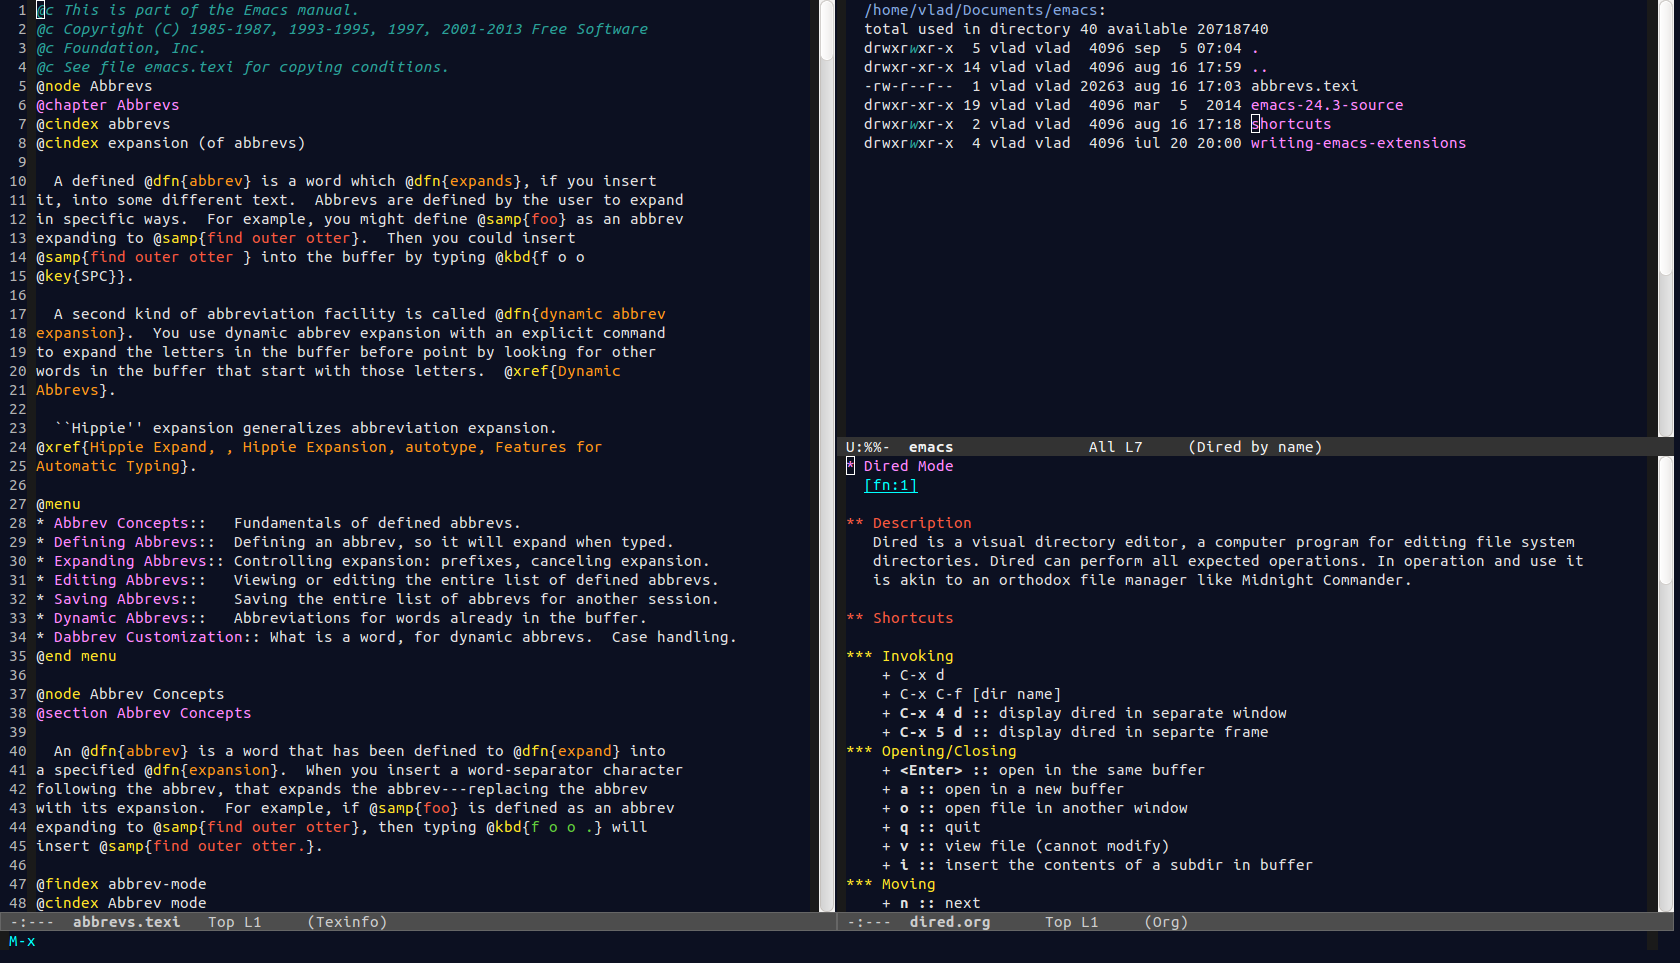 1 @c This is part of the Emacs manual.
2 @c Copyright (C) 1985-1987, 1993-1995, 1997, 2001-2013 Free Software
3 @c Foundation, Inc.
4 @c See file emacs.texi for copying conditions.
5 @node Abbrevs
6 @chapter Abbrevs
7 @cindex abbrevs
8 @cindex expansion (of abbrevs)
9
10   A defined @dfn{abbrev} is a word which @dfn{expands}, if you insert
11 it, into some different text.  Abbrevs are defined by the user to expand
12 in specific ways.  For example, you might define @samp{foo} as an abbrev
13 expanding to @samp{find outer otter}.  Then you could insert
14 @samp{find outer otter } into the buffer by typing @kbd{f o o
15 @key{SPC}}.
16
17   A second kind of abbreviation facility is called @dfn{dynamic abbrev
18 expansion}.  You use dynamic abbrev expansion with an explicit command
19 to expand the letters in the buffer before point by looking for other
20 words in the buffer that start with those letters.  @xref{Dynamic
21 Abbrevs}.
22
23   ``Hippie'' expansion generalizes abbreviation expansion.
24 @xref{Hippie Expand, , Hippie Expansion, autotype, Features for
25 Automatic Typing}.
26
27 @menu
28 * Abbrev Concepts::   Fundamentals of defined abbrevs.
29 * Defining Abbrevs::  Defining an abbrev, so it will expand when typed.
30 * Expanding Abbrevs:: Controlling expansion: prefixes, canceling expansion.
31 * Editing Abbrevs::   Viewing or editing the entire list of defined abbrevs.
32 * Saving Abbrevs::    Saving the entire list of abbrevs for another session.
33 * Dynamic Abbrevs::   Abbreviations for words already in the buffer.
34 * Dabbrev Customization:: What is a word, for dynamic abbrevs.  Case handling.
35 @end menu
36
37 @node Abbrev Concepts
38 @section Abbrev Concepts
39
40   An @dfn{abbrev} is a word that has been defined to @dfn{expand} into
41 a specified @dfn{expansion}.  When you insert a word-separator character
42 following the abbrev, that expands the abbrev---replacing the abbrev
43 with its expansion.  For example, if @samp{foo} is defined as an abbrev
44 expanding to @samp{find outer otter}, then typing @kbd{f o o .} will
45 insert @samp{find outer otter.}.
46
47 @findex abbrev-mode
48 @cindex Abbrev mode
-:---  abbrevs.texi   Top L1     (Texinfo)
/home/vlad/Documents/emacs:
total used in directory 40 available 20718740
drwxrwxr-x  5 vlad vlad  4096 sep  5 07:04 .
drwxr-xr-x 14 vlad vlad  4096 aug 16 17:59 ..
-rw-r--r--  1 vlad vlad 20263 aug 16 17:03 abbrevs.texi
drwxr-xr-x 19 vlad vlad  4096 mar  5  2014 emacs-24.3-source
drwxrwxr-x  2 vlad vlad  4096 aug 16 17:18 shortcuts
drwxrwxr-x  4 vlad vlad  4096 iul 20 20:00 writing-emacs-extensions
U:%%-  emacs               All L7     (Dired by name)
* Dired Mode
[fn:1]
** Description
Dired is a visual directory editor, a computer program for editing file system
directories. Dired can perform all expected operations. In operation and use it
is akin to an orthodox file manager like Midnight Commander.
** Shortcuts
*** Invoking
+ C-x d
+ C-x C-f [dir name]
+ C-x 4 d :: display dired in separate window
+ C-x 5 d :: display dired in separte frame
*** Opening/Closing
+ <Enter> :: open in the same buffer
+ a :: open in a new buffer
+ o :: open file in another window
+ q :: quit
+ v :: view file (cannot modify)
+ i :: insert the contents of a subdir in buffer
*** Moving
+ n :: next
-:---  dired.org      Top L1     (Org)
M-x